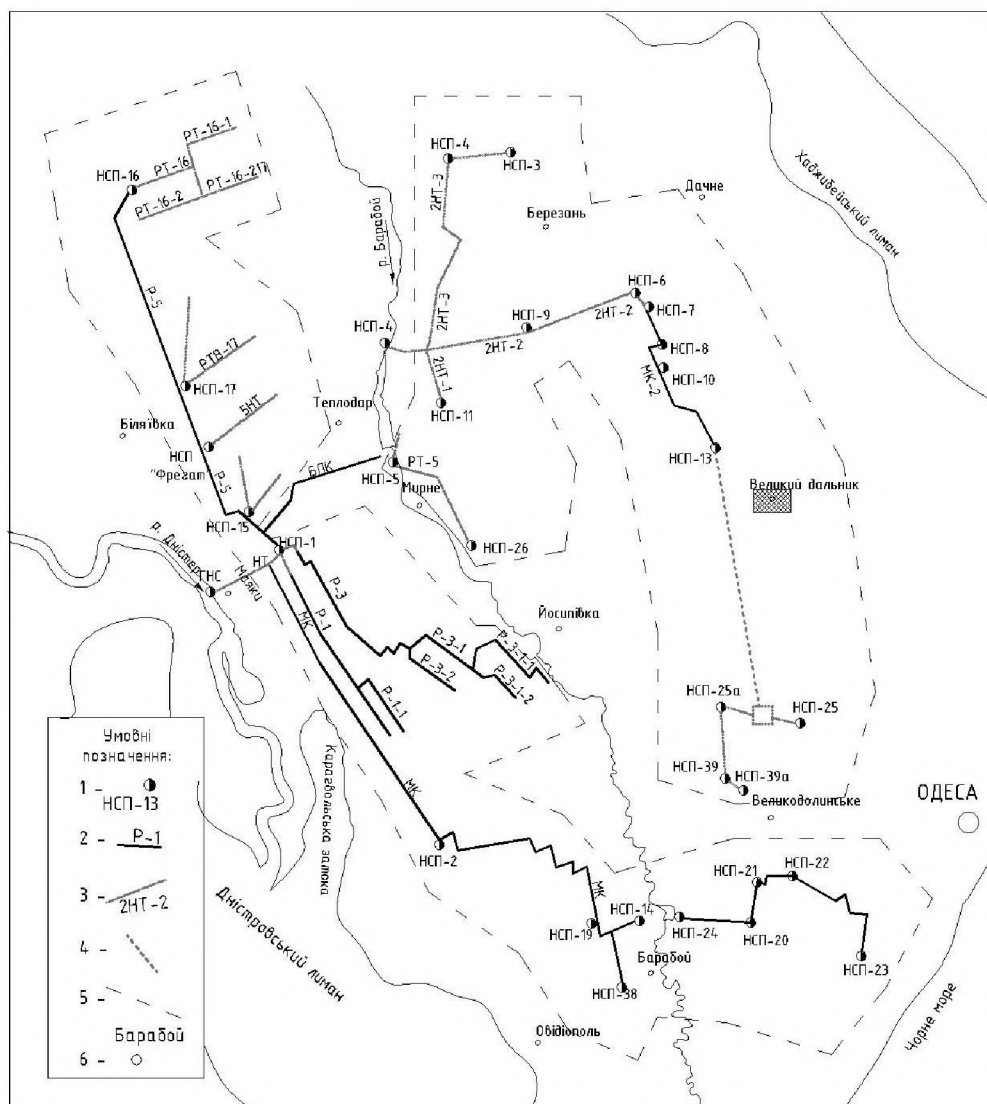 РТ-16-1
НСП-4
НСП-3
РТ-16
НСП-16
РТ-16-217
РТ-16-2
2НТ-3
Дачне
Хаджибейський лиман
Березань
р. Барабой
Р-5
НСП-6
2НТ-3
НСП-9
2НТ-2
НСП-7
НСП-4
2НТ-2
НСП-8
РТВ-17
МК-2
НСП-10
НСП-17
2НТ-1
5НТ
Теплодар
НСП-11
Біляївка
НСП
"Фрегат"
НСП-13
БПК
РТ-5
Р-5
НСП-5
Великий дальник
Мирне
НСП-15
НСП-1
НСП-26
р. Дністер
НТ
ГНС
Маяки
Р-3
МК
Р-1
Йосипівка
Р-3-1
Р-3-1-1
Р-3-2
Р-3-1-2
Р-1-1
НСП-25а
НСП-25
Умовні
позначення:
1 -
НСП-13
2 - Р-1
3 -
2НТ-2
4 -
5 -
Барабой
6 -
Карагольська затока
МК
НСП-39
НСП-39а
Великодолинське
ОДЕСА
НСП-2
НСП-21
НСП-22
МК
НСП-14
Дністровський лиман
НСП-19
НСП-24
НСП-20
Барабой
НСП-23
НСП-38
Овідіополь
Чорне море